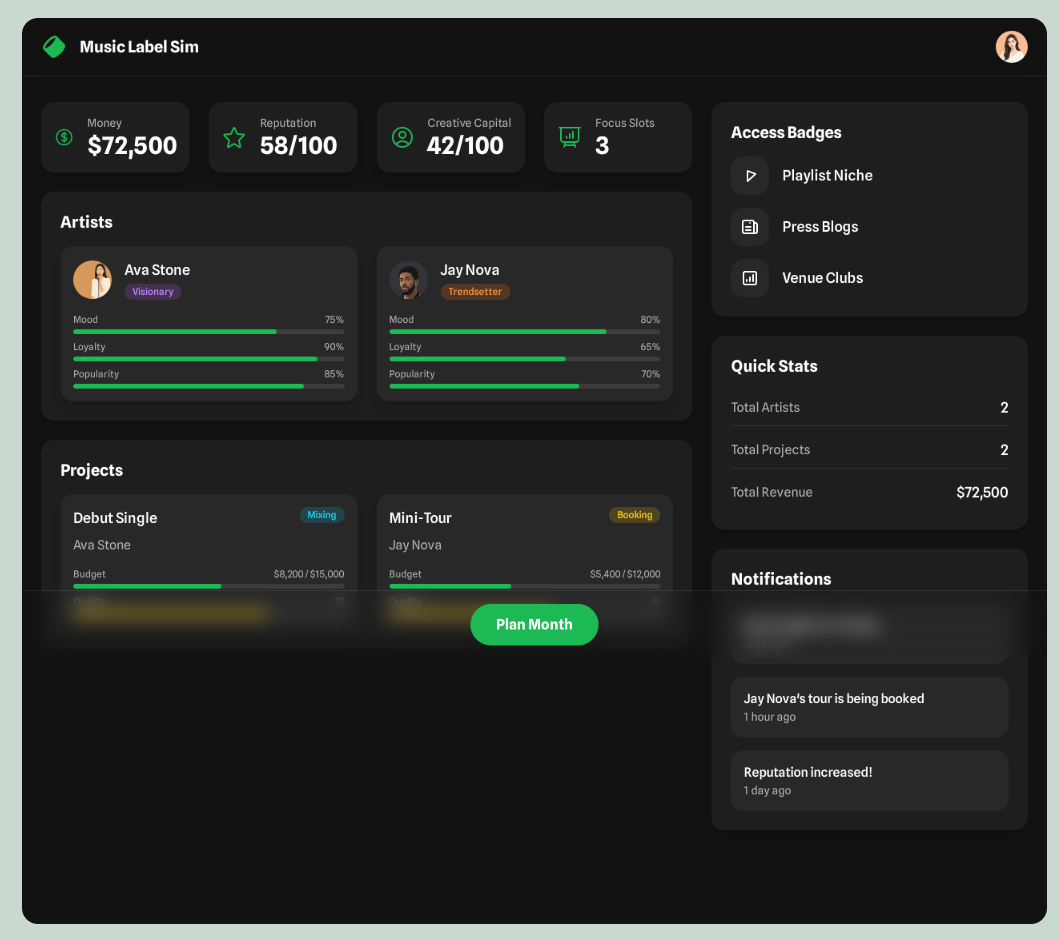 Music Label Sim
Money
$72,500
Reputation
58/100
Creative Capital
42/100
Focus Slots
3
Artists
Ava Stone
Visionary
Mood 75%
Loyalty 90%
Popularity 85%
Jay Nova
Trendsetter
Mood 80%
Loyalty 65%
Popularity 70%
Projects
Debut Single
Mixing
Ava Stone
Budget $8,200 / $15,000
Quality
Mini-Tour
Booking
Jay Nova
Budget $5,400 / $12,000
Quality
Plan Month
Access Badges
Playlist Niche
Press Blogs
Venue Clubs
Quick Stats
Total Artists 2
Total Projects 2
Total Revenue $72,500
Notifications
Just now
Jay Nova's tour is being booked
1 hour ago
Reputation increased!
1 day ago